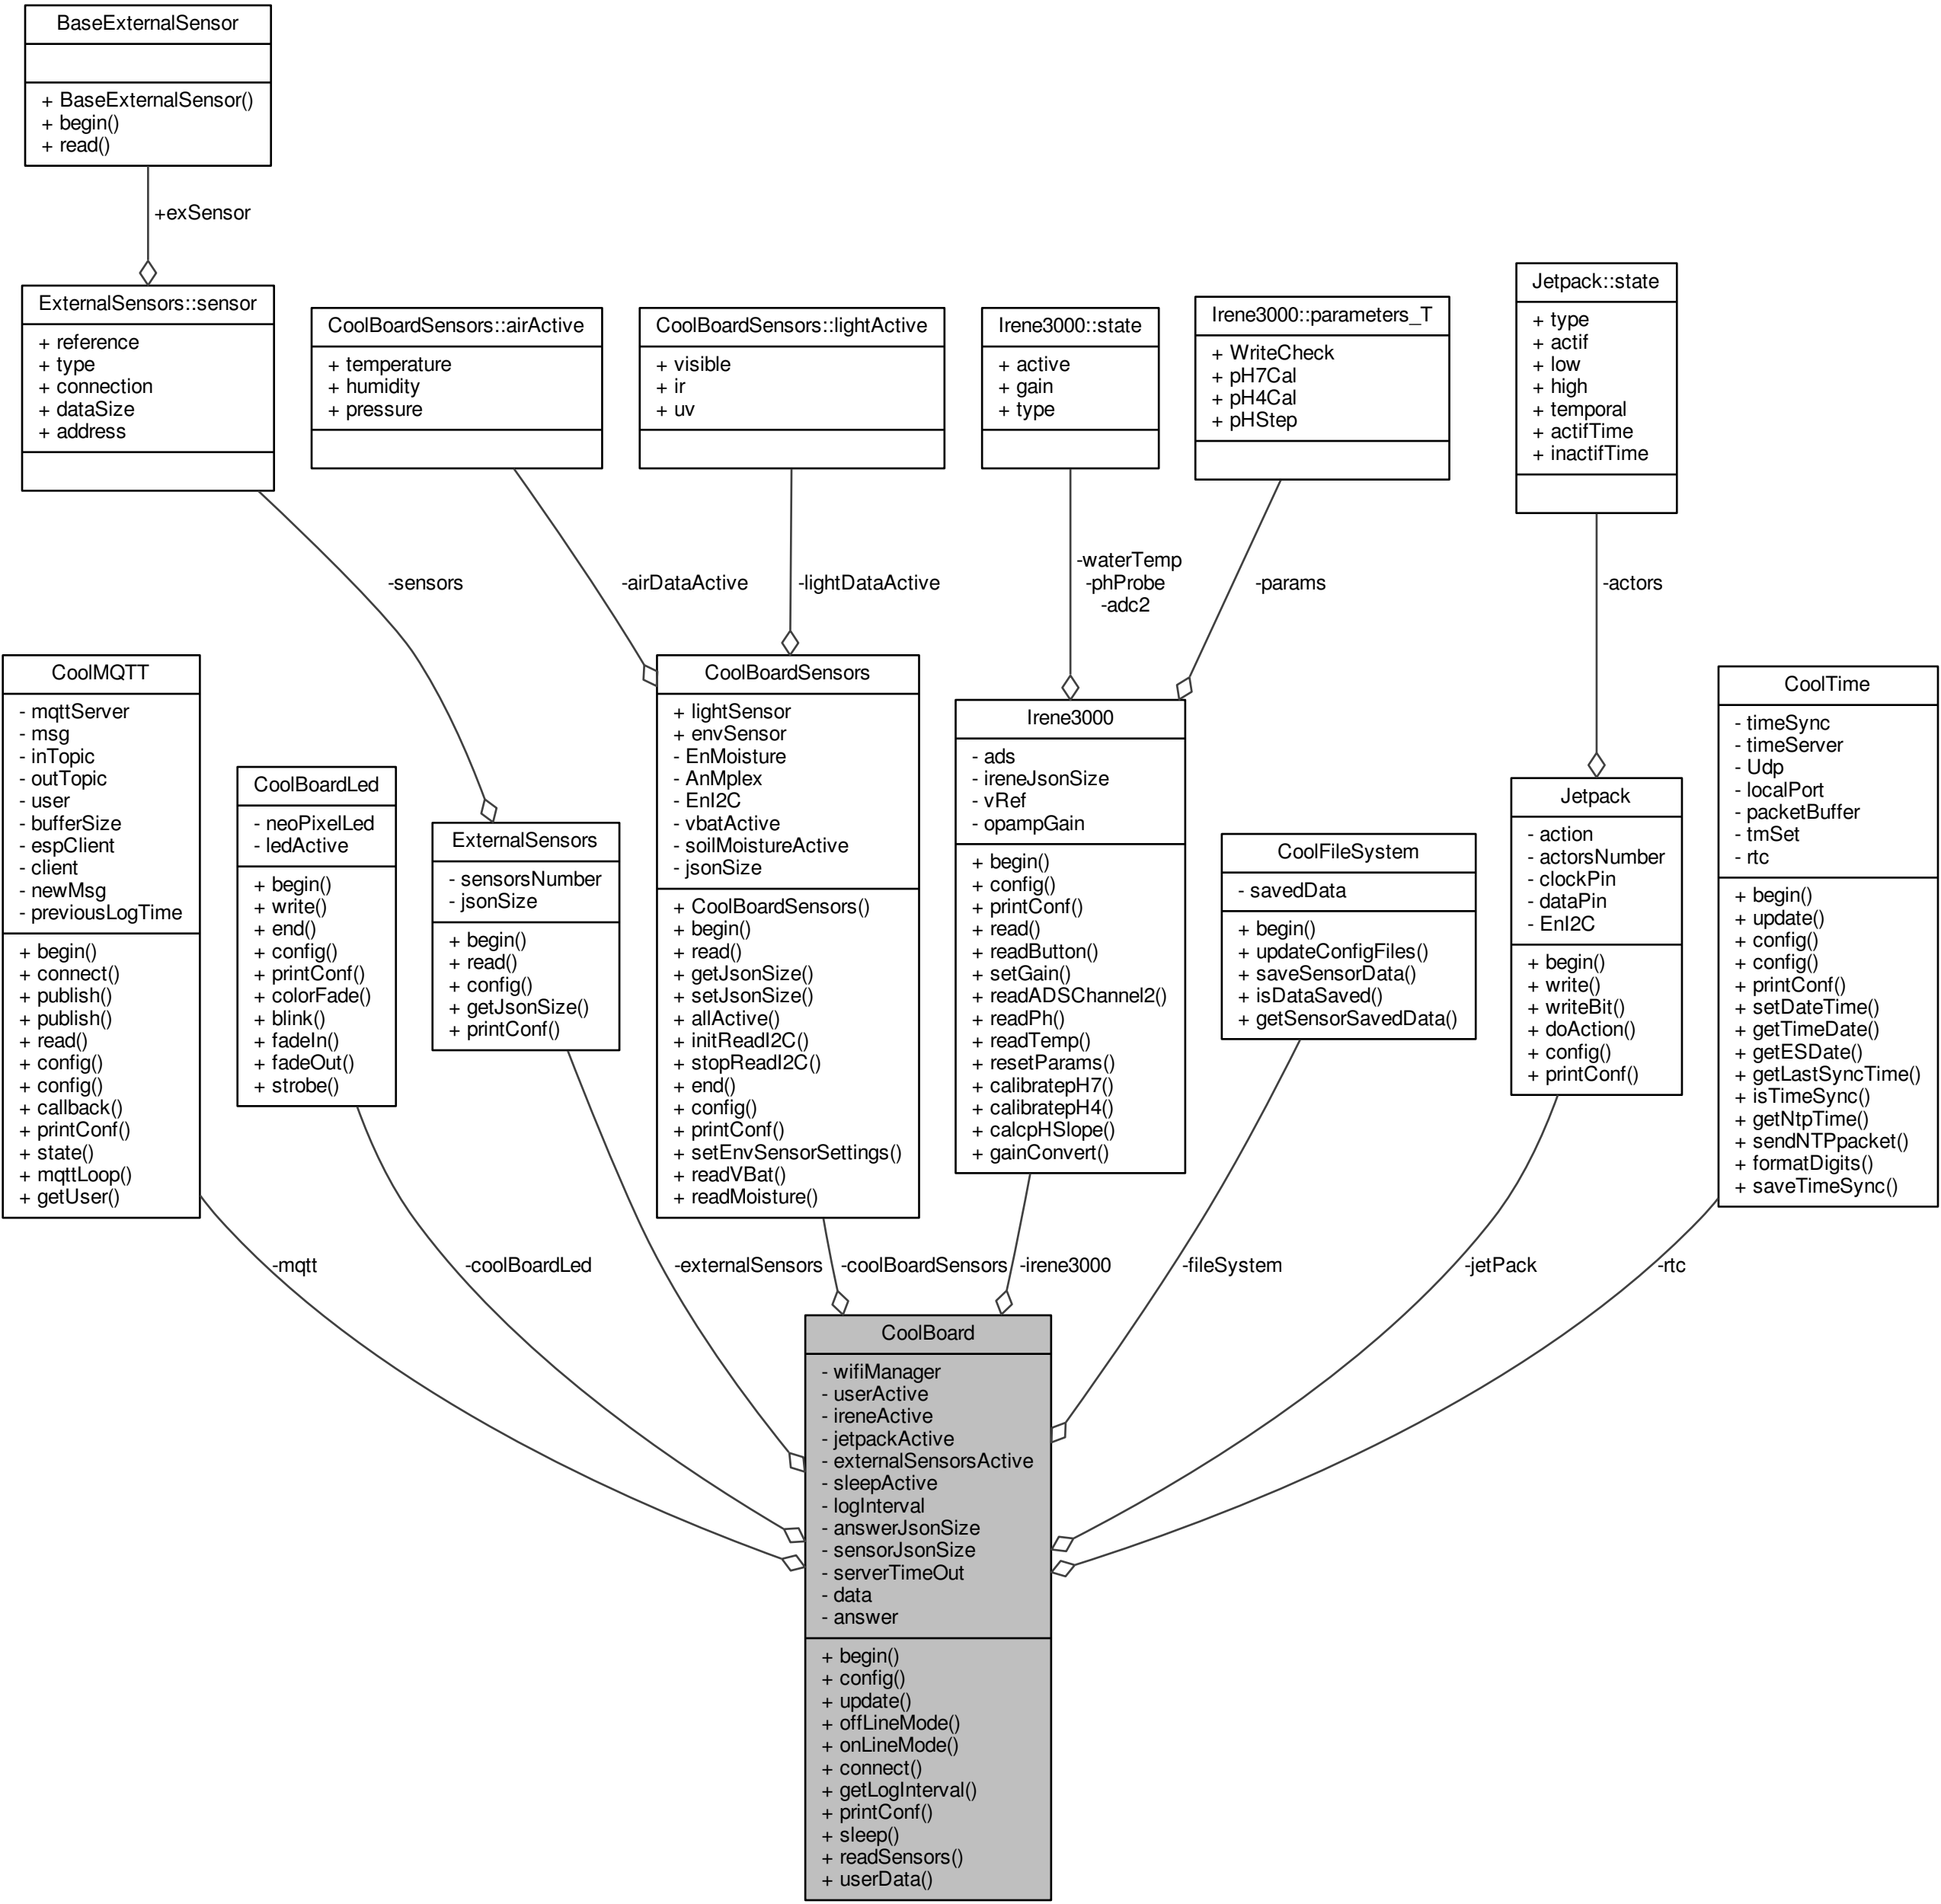 BaseExternalSensor
+ BaseExternalSensor()
+ begin()
+ read()
+exSensor
ExternalSensors::sensor
+ reference
+ type
+ connection
+ dataSize
+ address
CoolBoardSensors::airActive
+ temperature
+ humidity
+ pressure
CoolBoardSensors::lightActive
+ visible
+ ir
+ uv
Irene3000::state
+ active
+ gain
+ type
Irene3000::parameters_T
+ WriteCheck
+ pH7Cal
+ pH4Cal
+ pHStep
Jetpack::state
+ type
+ actif
+ low
+ high
+ temporal
+ actifTime
+ inactifTime
-sensors
-airDataActive
-lightDataActive
-waterTemp
-phProbe
-adc2
-params
-actors
CoolMQTT
- mqttServer
- msg
- inTopic
- outTopic
- user
- bufferSize
- espClient
- client
- newMsg
- previousLogTime
+ begin()
+ connect()
+ publish()
+ publish()
+ read()
+ config()
+ config()
+ callback()
+ printConf()
+ state()
+ mqttLoop()
+ getUser()
CoolBoardLed
- neoPixelLed
- ledActive
+ begin()
+ write()
+ end()
+ config()
+ printConf()
+ colorFade()
+ blink()
+ fadeIn()
+ fadeOut()
+ strobe()
ExternalSensors
- sensorsNumber
- jsonSize
+ begin()
+ read()
+ config()
+ getJsonSize()
+ printConf()
CoolBoardSensors
+ lightSensor
+ envSensor
- EnMoisture
- AnMplex
- EnI2C
- vbatActive
- soilMoistureActive
- jsonSize
+ CoolBoardSensors()
+ begin()
+ read()
+ getJsonSize()
+ setJsonSize()
+ allActive()
+ initReadI2C()
+ stopReadI2C()
+ end()
+ config()
+ printConf()
+ setEnvSensorSettings()
+ readVBat()
+ readMoisture()
Irene3000
- ads
- ireneJsonSize
- vRef
- opampGain
+ begin()
+ config()
+ printConf()
+ read()
+ readButton()
+ setGain()
+ readADSChannel2()
+ readPh()
+ readTemp()
+ resetParams()
+ calibratepH7()
+ calibratepH4()
+ calcpHSlope()
+ gainConvert()
CoolFileSystem
- savedData
+ begin()
+ updateConfigFiles()
+ saveSensorData()
+ isDataSaved()
+ getSensorSavedData()
Jetpack
- action
- actorsNumber
- clockPin
- dataPin
- EnI2C
+ begin()
+ write()
+ writeBit()
+ doAction()
+ config()
+ printConf()
CoolTime
- timeSync
- timeServer
- Udp
- localPort
- packetBuffer
- tmSet
- rtc
+ begin()
+ update()
+ config()
+ config()
+ printConf()
+ setDateTime()
+ getTimeDate()
+ getESDate()
+ getLastSyncTime()
+ isTimeSync()
+ getNtpTime()
+ sendNTPpacket()
+ formatDigits()
+ saveTimeSync()
-mqtt
-coolBoardLed
-externalSensors
-coolBoardSensors
-irene3000
-fileSystem
-jetPack
-rtc
CoolBoard
- wifiManager
- userActive
- ireneActive
- jetpackActive
- externalSensorsActive
- sleepActive
- logInterval
- answerJsonSize
- sensorJsonSize
- serverTimeOut
- data
- answer
+ begin()
+ config()
+ update()
+ offLineMode()
+ onLineMode()
+ connect()
+ getLogInterval()
+ printConf()
+ sleep()
+ readSensors()
+ userData()